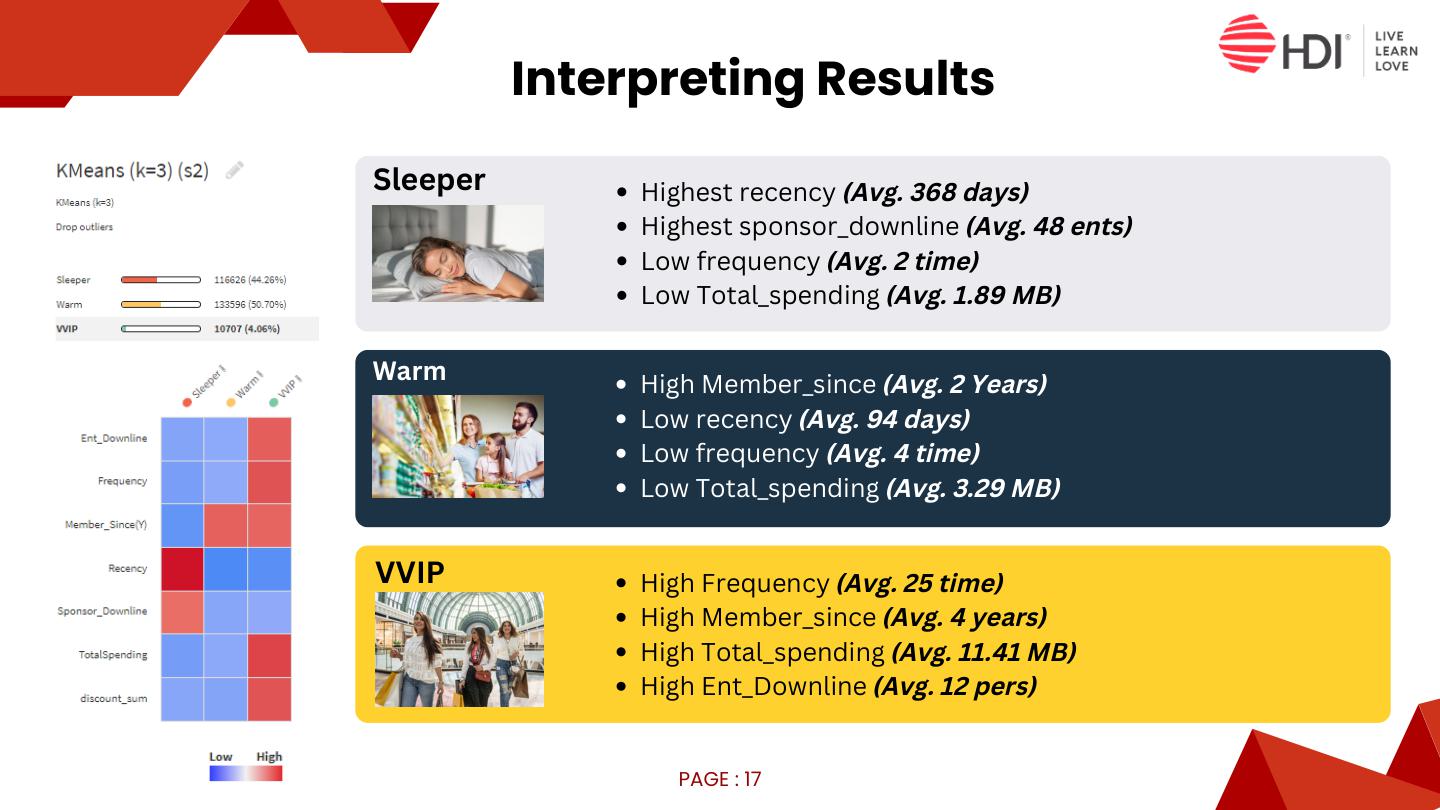 HDI®
LIVE
LEARN
LOVE
Interpreting Results
KMeans (k=3) (s2)
KMeans (k=3)
Drop outliers
Sleeper 116626 (44.26%)
Warm 133596 (50.70%)
VVIP 10707 (4.06%)
Sleeper
Warm
VVIP
Ent_Downline
Frequency
Member_Since(Y)
Recency
Sponsor_Downline
TotalSpending
discount_sum
Low High
Sleeper
• Highest recency (Avg. 368 days)
• Highest sponsor_downline (Avg. 48 ents)
• Low frequency (Avg. 2 time)
• Low Total_spending (Avg. 1.89 MB)
Warm
• High Member_since (Avg. 2 Years)
• Low recency (Avg. 94 days)
• Low frequency (Avg. 4 time)
• Low Total_spending (Avg. 3.29 MB)
VVIP
• High Frequency (Avg. 25 time)
• High Member_since (Avg. 4 years)
• High Total_spending (Avg. 11.41 MB)
• High Ent_Downline (Avg. 12 pers)
PAGE : 17